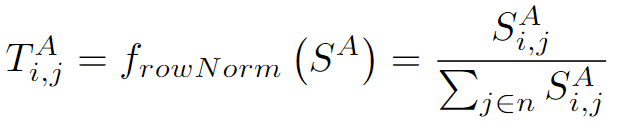 T^A_{i,j} = f_{rowNorm} (S^A) = \frac{S^A_{i,j}}{\sum_{j \in n} S^A_{i,j}}